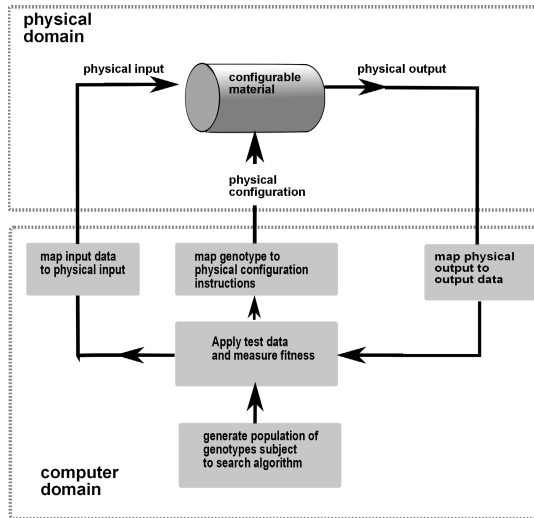 physical
domain
physical input
configurable
material
physical output
physical
configuration
map input data
to physical input
map genotype to
physical configuration
instructions
map physical
output to
output data
Apply test data
and measure fitness
generate population of
genotypes subject
to search algorithm
computer
domain